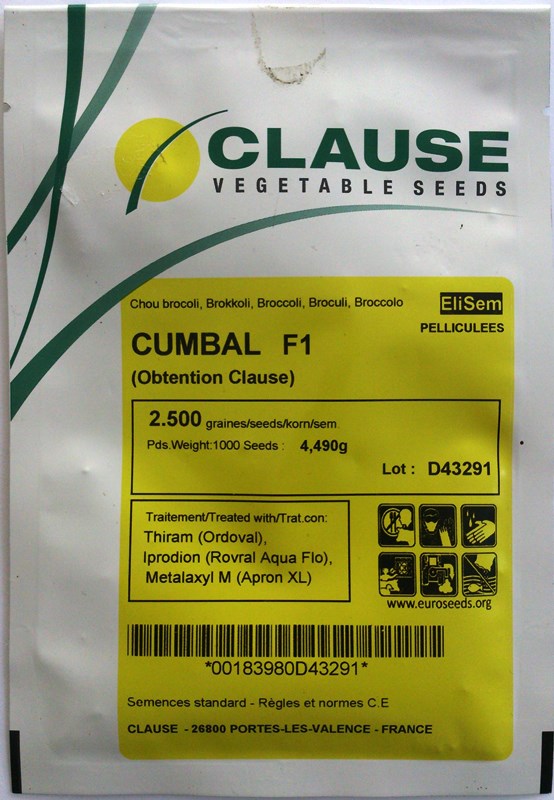 CLAUSE
VEGETABLE SEEDS
Chou brocoli, Brokkoli, Broccoli, Broculi, Broccolo
EliSem
PELLICULEES
CUMBAL F1
(Obtention Clause)
2.500 graines/seeds/korn/sem
Pds.Weight:1000 Seeds : 4,490g
Lot : D43291
Traitement/Treated with/Trat.con:
Thiram (Ordoval),
Iprodion (Rovral Aqua Flo),
Metalaxyl M (Apron XL)
www.euroseeds.org
*00183980D43291*
Semences standard - Règles et normes C.E
CLAUSE - 26800 PORTES-LES-VALENCE - FRANCE